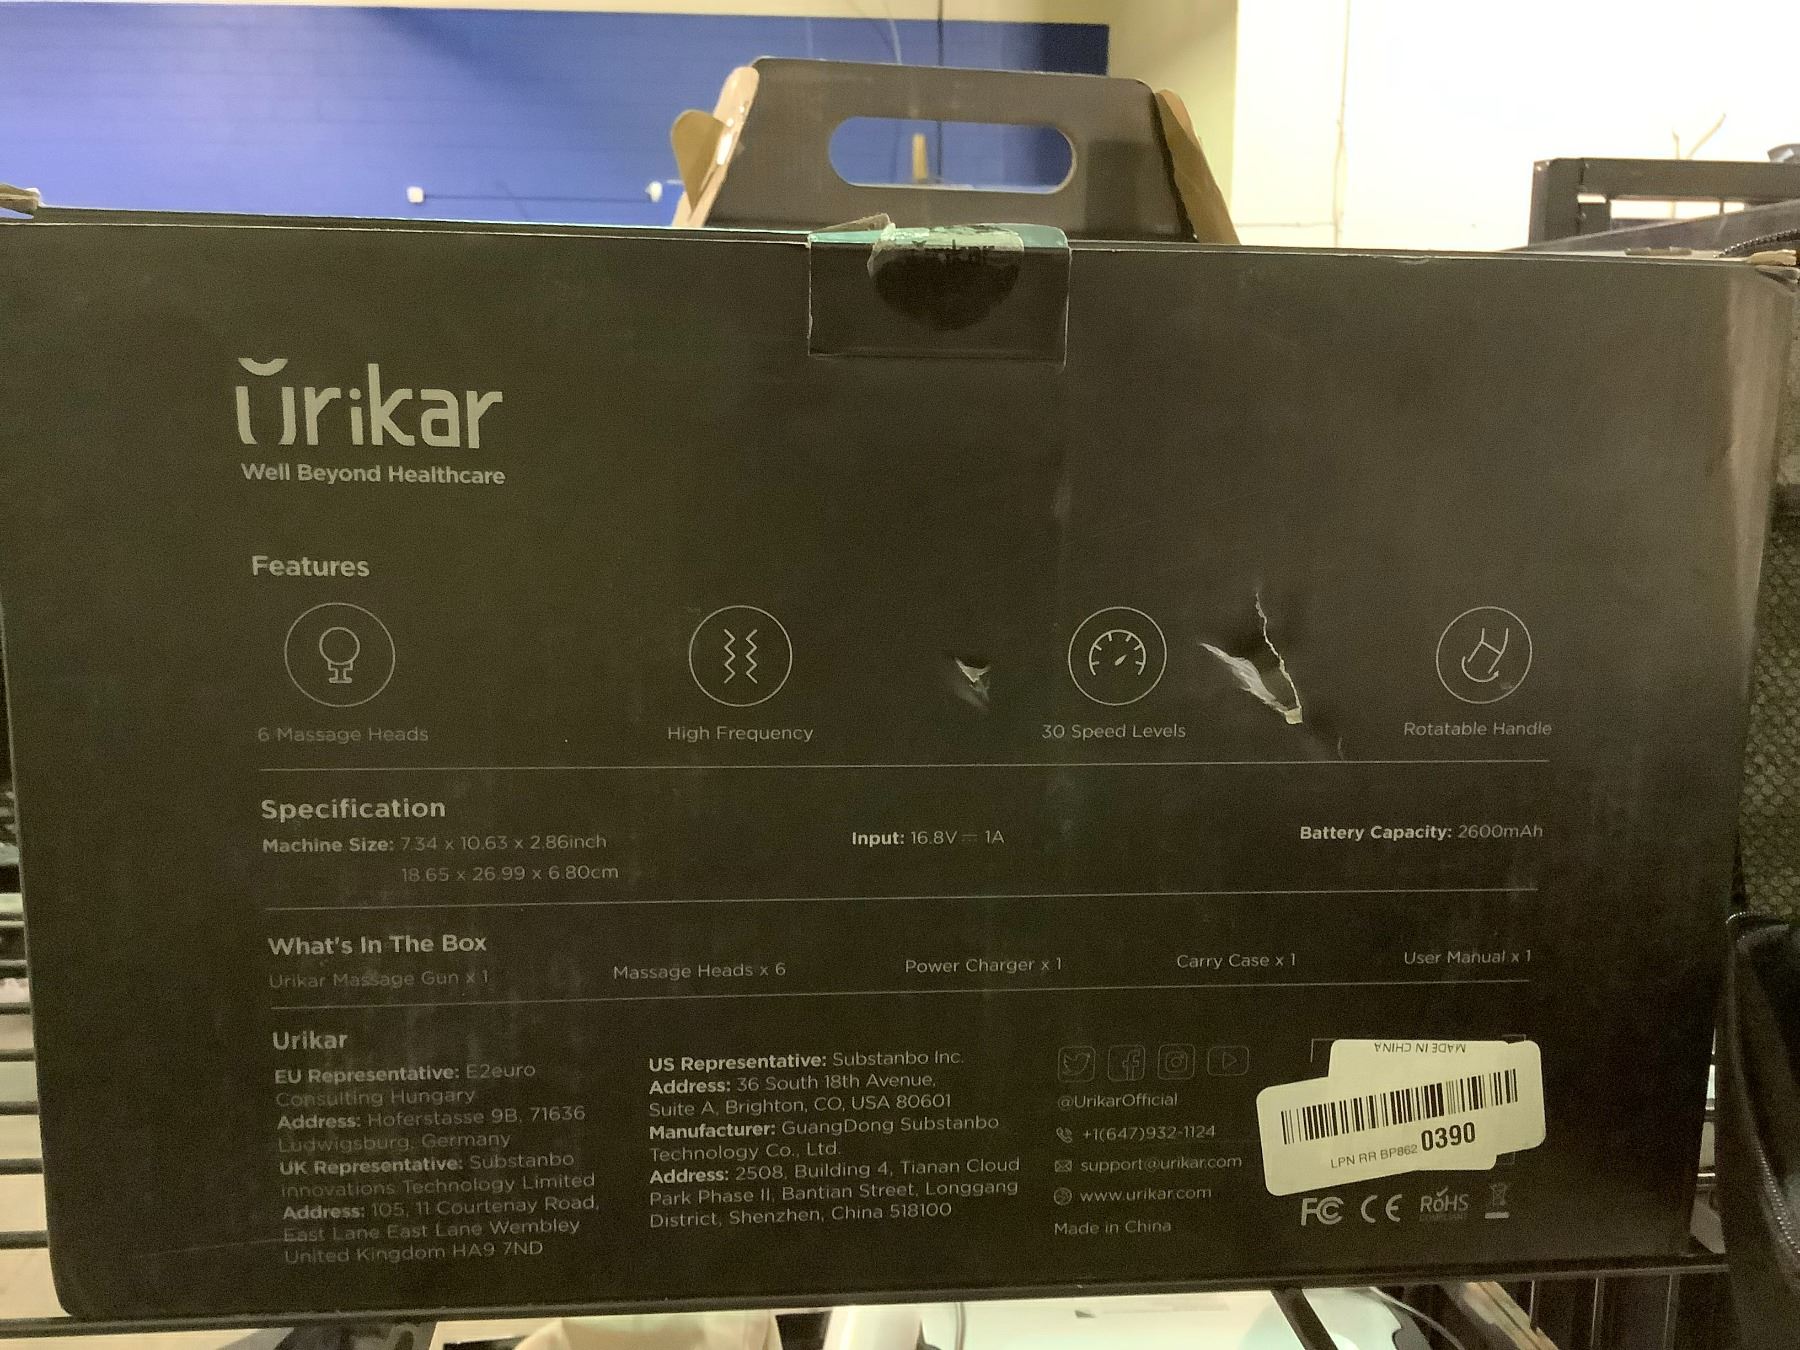 Urikar
Urikar
Well Beyond Healthcare
Features
6 Massage Heads
High Frequency
30 Speed Levels
Rotatable Handle
Specification
Machine Size: 7.34 x 10.63 x 2.86inch
18.65 x 26.99 x 6.80cm
Input: 16.8V ⎓ 1A
Battery Capacity: 2600mAh
What's In The Box
Urikar Massage Gun x 1
Massage Heads x 6
Power Charger x 1
Carry Case x 1
User Manual x 1
Urikar
EU Representative: E2euro
Consulting Hungary
Address: Hoferstasse 9B, 71636
Ludwigsburg, Germany
UK Representative: Substanbo
Innovations Technology Limited
Address: 105, 11 Courtenay Road,
East Lane East Lane Wembley
United Kingdom HA9 7ND
US Representative: Substanbo Inc.
Address: 36 South 18th Avenue,
Suite A, Brighton, CO, USA 80601
Manufacturer: GuangDong Substanbo
Technology Co., Ltd.
Address: 2508, Building 4, Tianan Cloud
Park Phase II, Bantian Street, Longgang
District, Shenzhen, China 518100
@UrikarOfficial
+1(647)932-1124
support@urikar.com
www.urikar.com
Made in China
MADE IN CHINA
LPN RR BP862 0390
FC CE RoHS
COMPLIANT